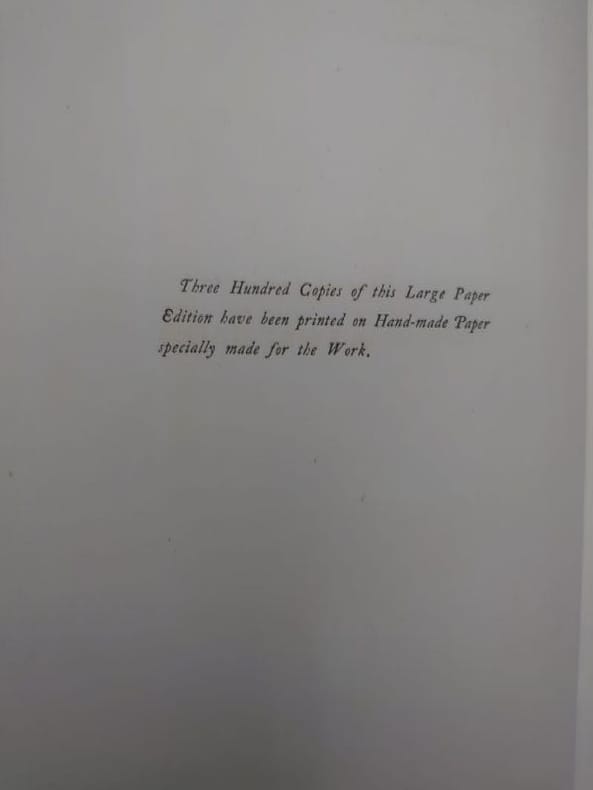 Three Hundred Copies of this Large Paper
Edition have been printed on Hand-made Paper
specially made for the Work.